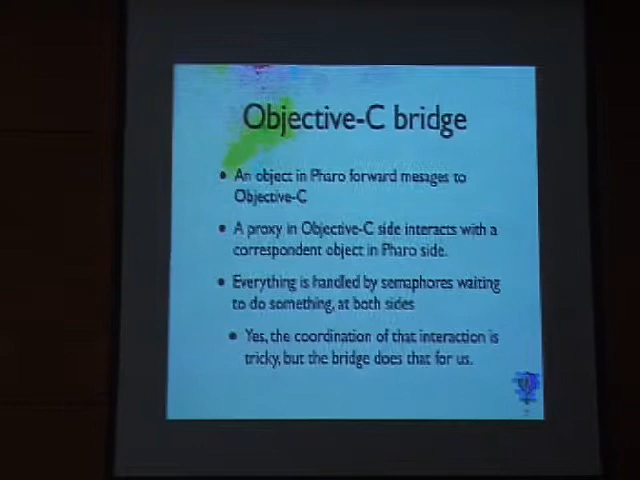 Objective-C bridge
• An object in Pharo forward mesages to
Objective-C
• A proxy in Objective-C side interacts with a
correspondent object in Pharo side.
• Everything is handled by semaphores waiting
to do something, at both sides
• Yes, the coordination of that interaction is
tricky, but the bridge does that for us.